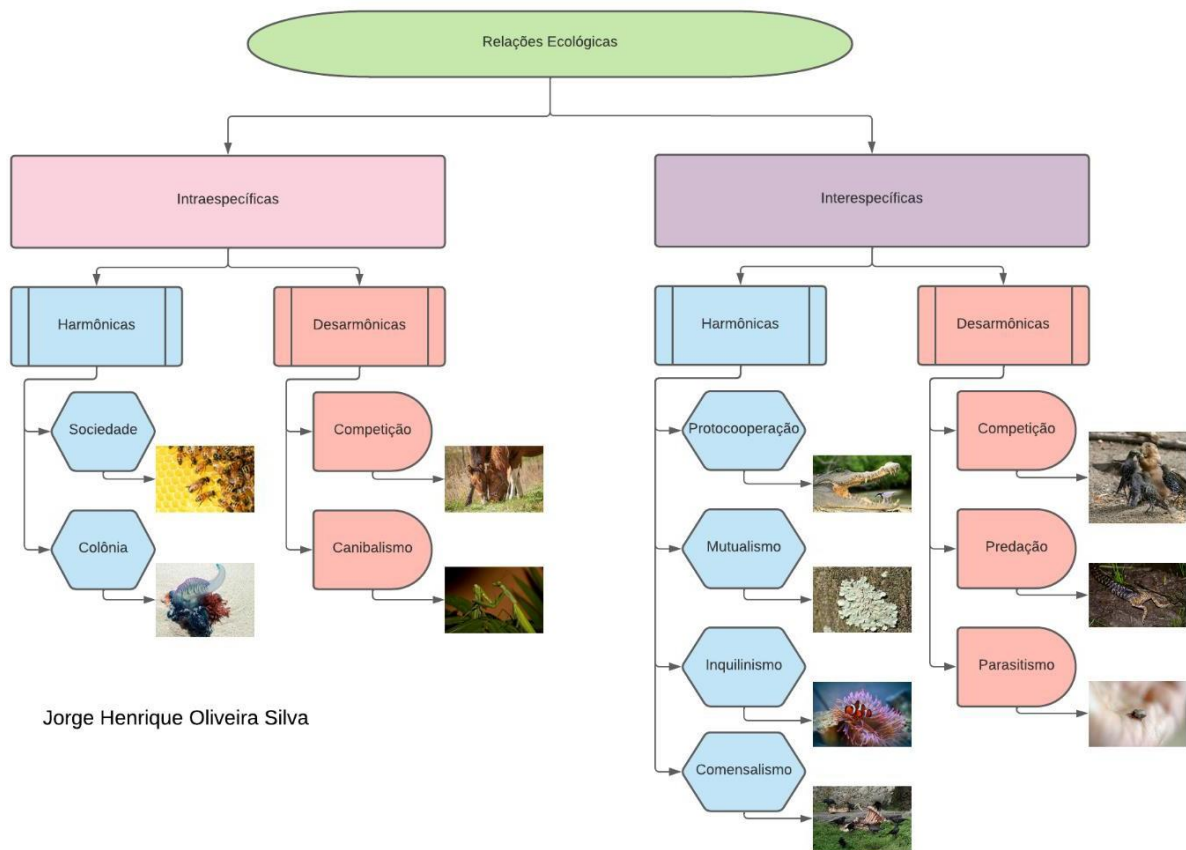 Relações Ecológicas
Intraespecíficas
Interespecíficas
Harmônicas
Desarmônicas
Harmônicas
Desarmônicas
Sociedade
Competição
Protocooperação
Competição
Colônia
Canibalismo
Mutualismo
Predação
Inquilinismo
Parasitismo
Jorge Henrique Oliveira Silva
Comensalismo